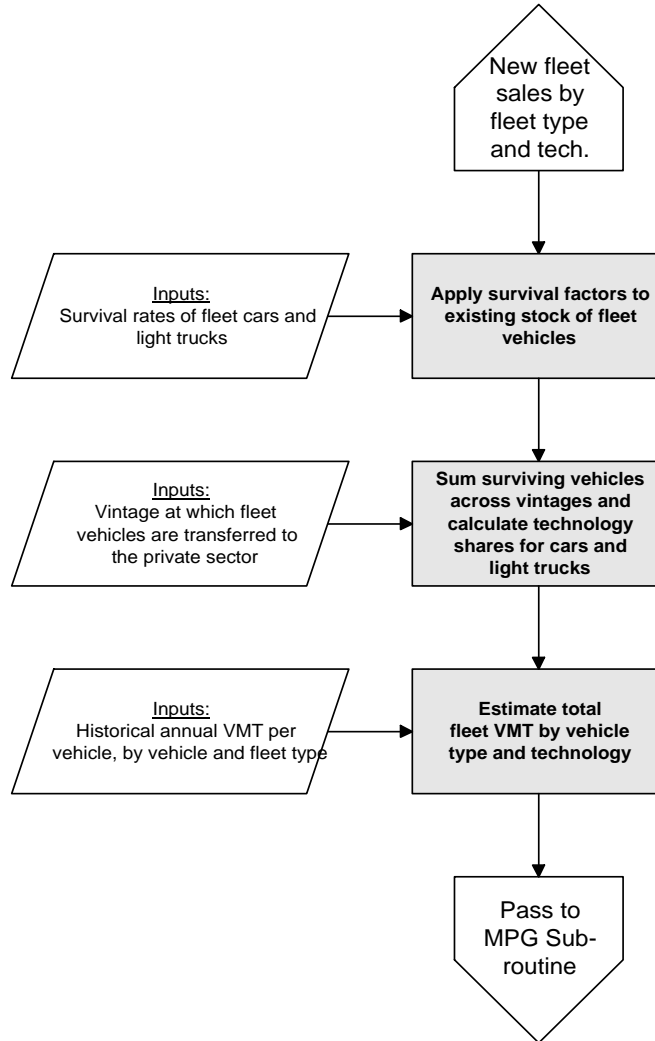 New fleet
sales by
fleet type
and tech.
Inputs:
Survival rates of fleet cars and
light trucks
Apply survival factors to
existing stock of fleet
vehicles
Inputs:
Vintage at which fleet
vehicles are transferred to
the private sector
Sum surviving vehicles
across vintages and
calculate technology
shares for cars and
light trucks
Inputs:
Historical annual VMT per
vehicle, by vehicle and fleet type
Estimate total
fleet VMT by vehicle
type and technology
Pass to
MPG Sub-
routine